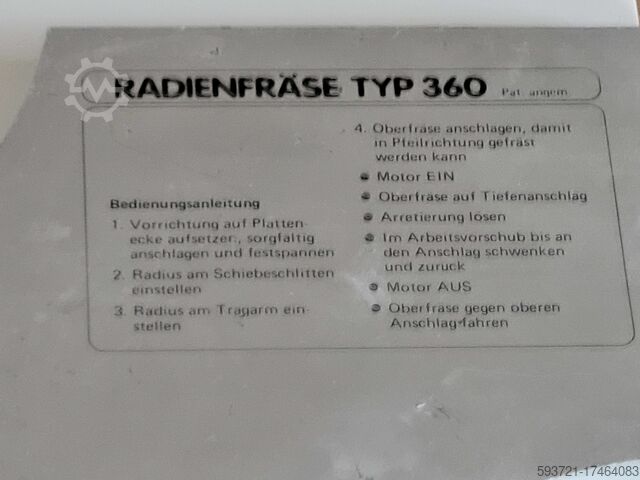 RADIENFRÄSE TYP 360 Pat. angem.
Bedienungsanleitung
1. Vorrichtung auf Platten-
ecke aufsetzen, sorgfältig
anschlagen und festspannen
2. Radius am Schiebeschlitten
einstellen
3. Radius am Tragarm ein-
stellen
4. Oberfräse anschlagen, damit
in Pfeilrichtung gefräst
werden kann
Motor EIN
Oberfräse auf Tiefenanschlag
Arretierung lösen
Im Arbeitsvorschub bis an
den Anschlag schwenken
und zurück
Motor AUS
Oberfräse gegen oberen
Anschlag fahren
593721-17464083